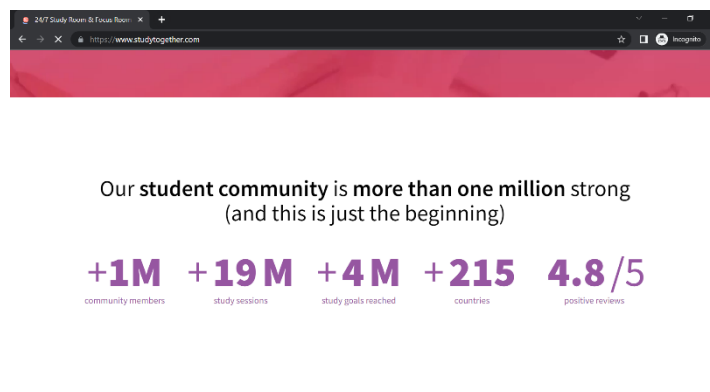 24/7 Study Room & Focus Room
https://www.studytogether.com
Incognito
Our student community is more than one million strong
(and this is just the beginning)
+1M +19M +4M +215 4.8/5
community members study sessions study goals reached countries positive reviews